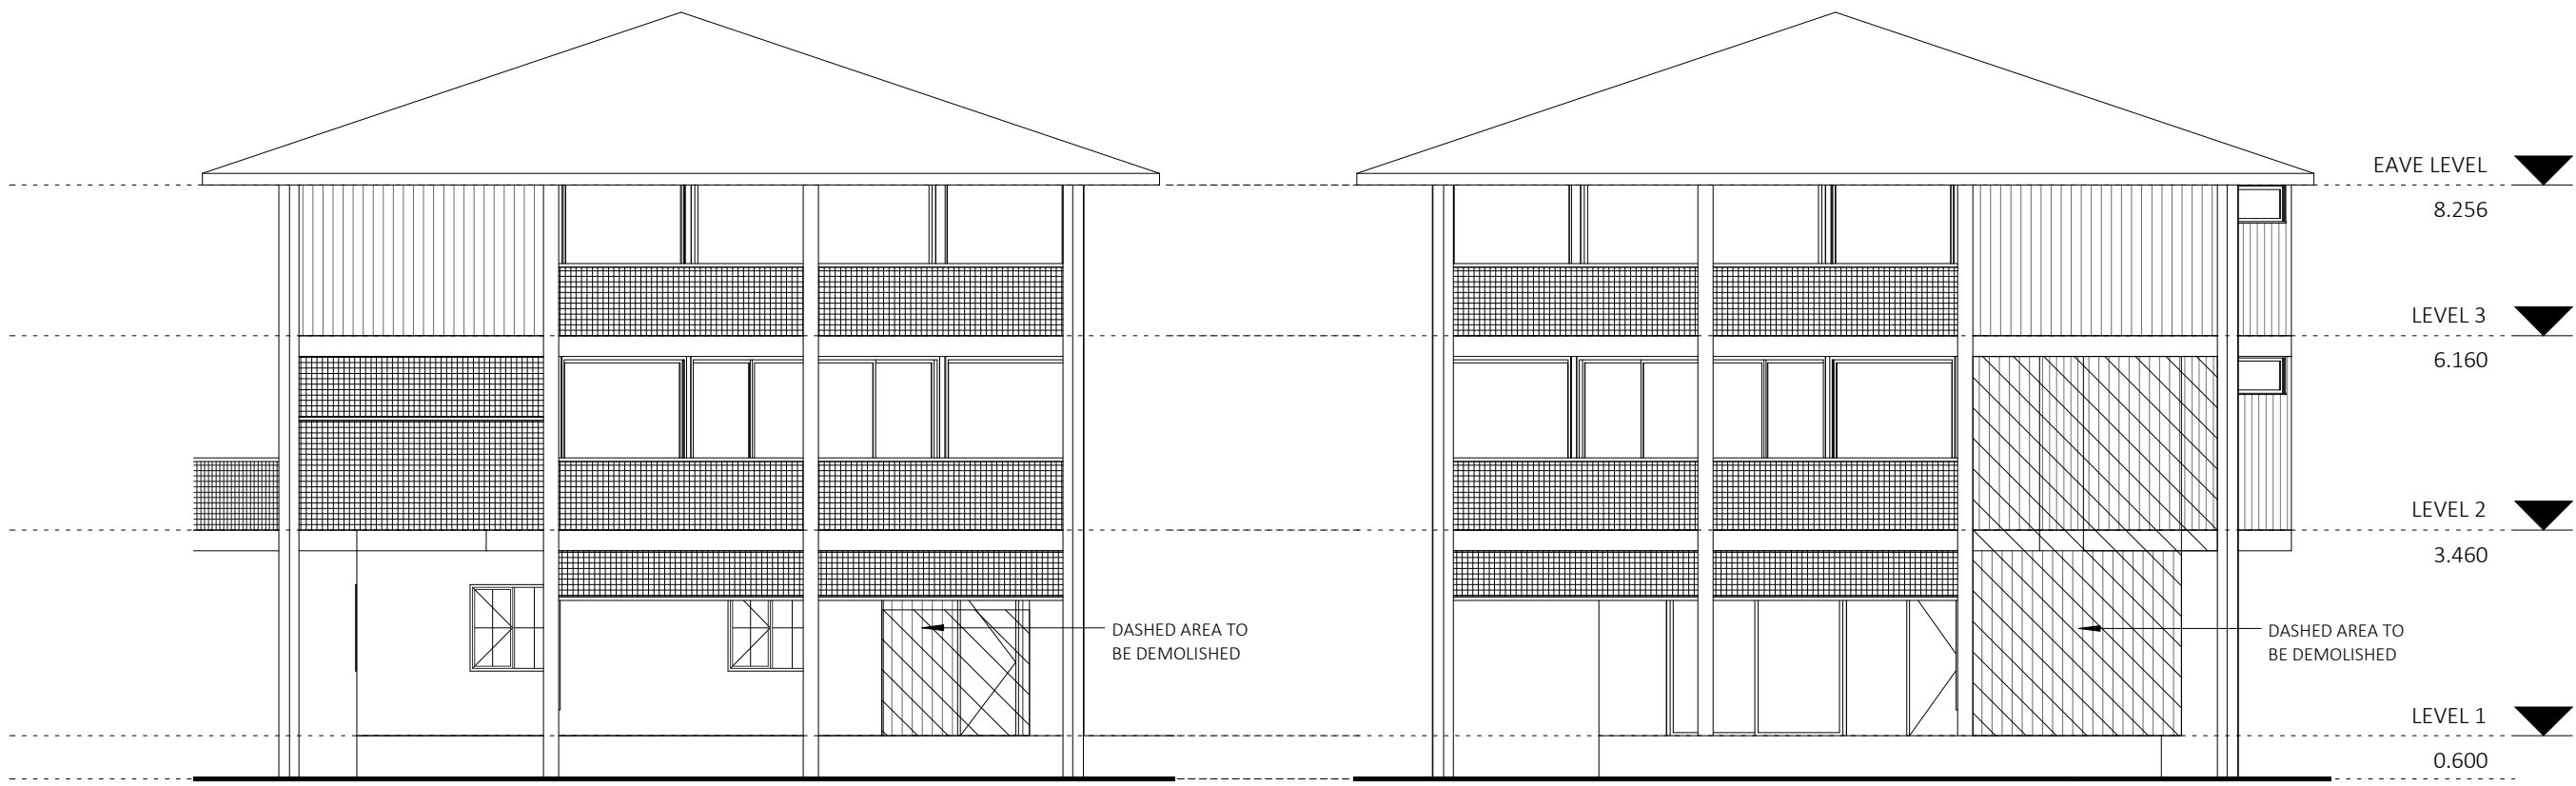 EAVE LEVEL
8.256
LEVEL 3
6.160
LEVEL 2
3.460
DASHED AREA TO
BE DEMOLISHED
DASHED AREA TO
BE DEMOLISHED
LEVEL 1
0.600